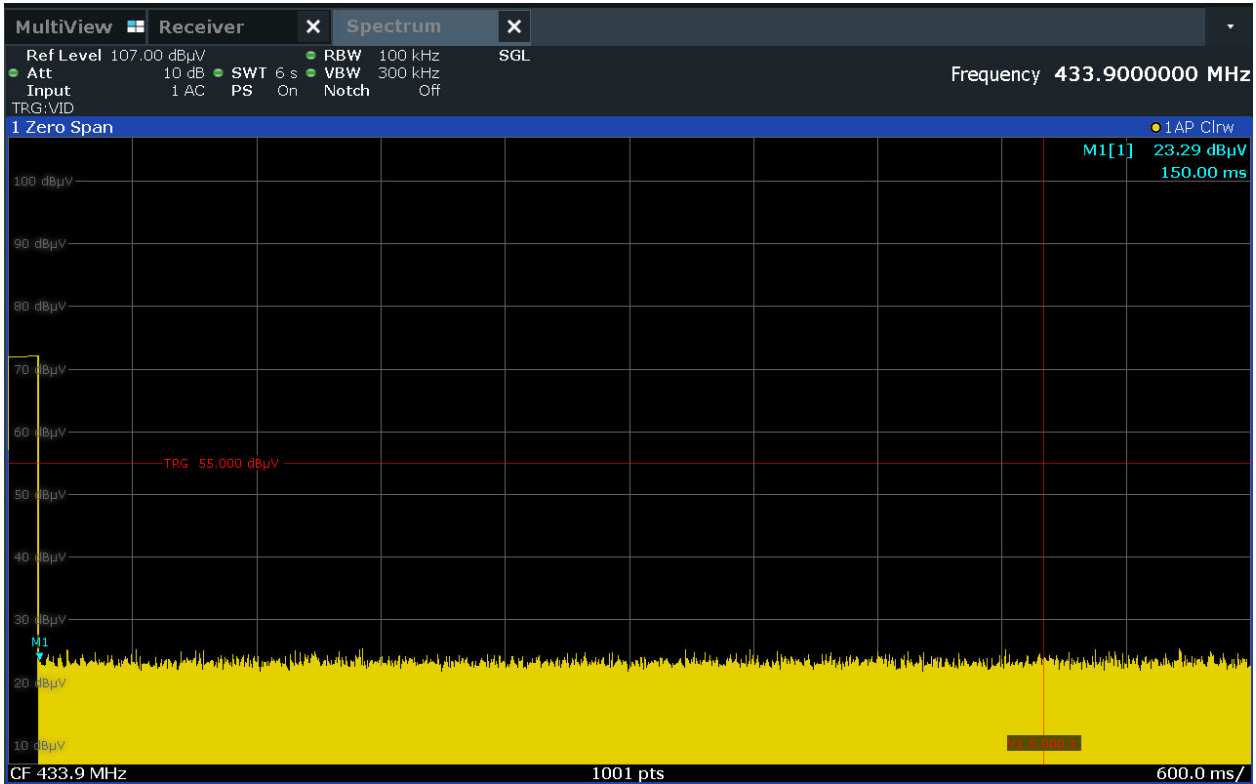 MultiView Receiver X Spectrum X
Ref Level 107.00 dBµV RBW 100 kHz SGL
Att 10 dB SWT 6 s VBW 300 kHz
Input 1 AC PS On Notch Off
Frequency 433.9000000 MHz
TRG:VID
1 Zero Span 1AP Clrw
M1[1] 23.29 dBµV
150.00 ms
100 dBµV
90 dBµV
80 dBµV
70 dBµV
60 dBµV
TRG 55.000 dBµV
50 dBµV
40 dBµV
30 dBµV
M1
20 dBµV
V1:5.000 s
10 dBµV
CF 433.9 MHz 1001 pts 600.0 ms/